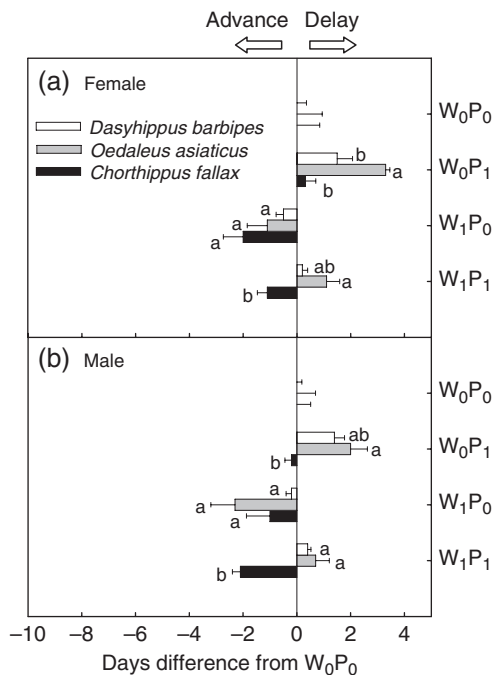 Advance Delay
(a) Female
Dasyhippus barbipes
Oedaleus asiaticus
Chorthippus fallax
W₀P₀
b
W₀P₁
a
b
a
a
W₁P₀
a
ab
W₁P₁
a
b
(b) Male
W₀P₀
ab
W₀P₁
a
b
a
W₁P₀
a
a
a
W₁P₁
a
b
−10 −8 −6 −4 −2 0 2 4
Days difference from W₀P₀